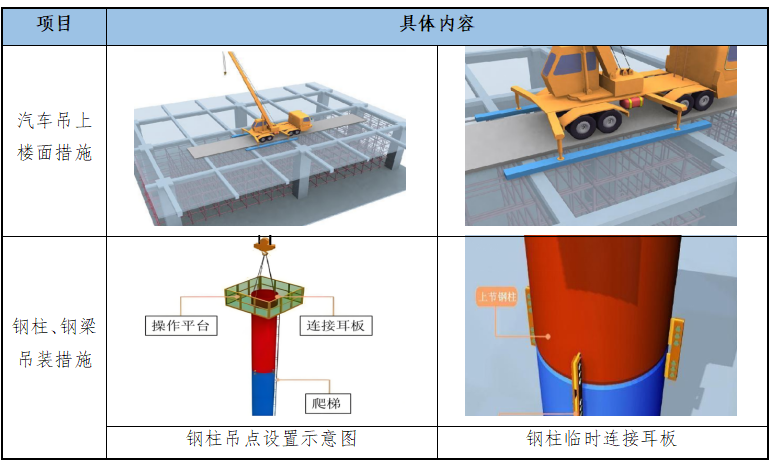 项目
具体内容
汽车吊上
楼面措施
钢柱、钢梁
吊装措施
操作平台
连接耳板
爬梯
上节钢柱
钢柱吊点设置示意图
钢柱临时连接耳板